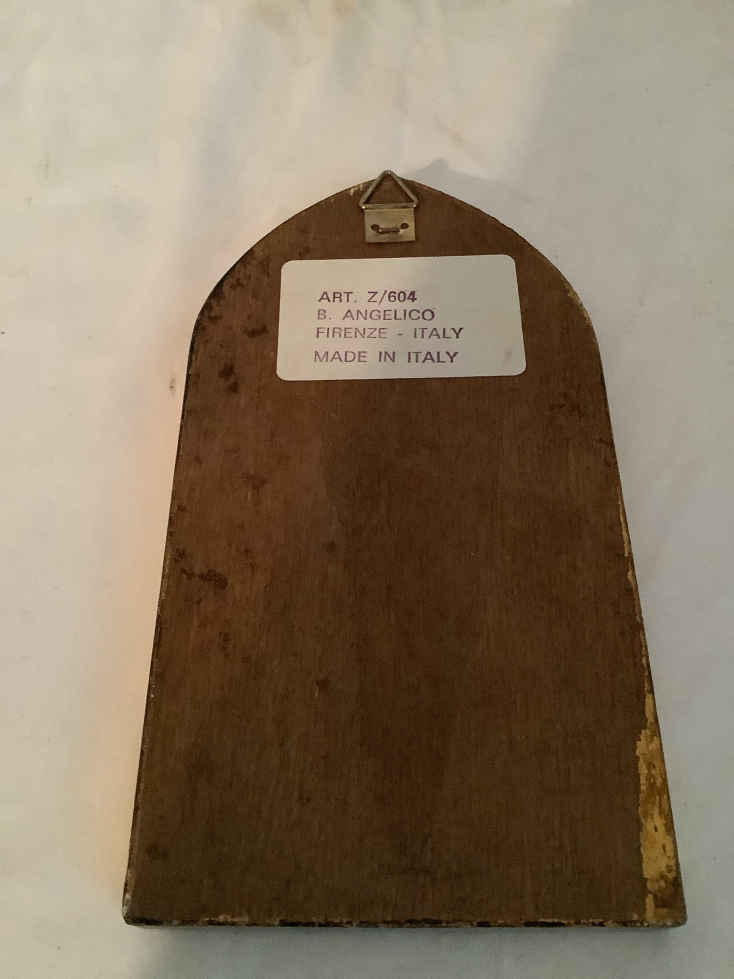 ART. Z/604
B. ANGELICO
FIRENZE - ITALY
MADE IN ITALY